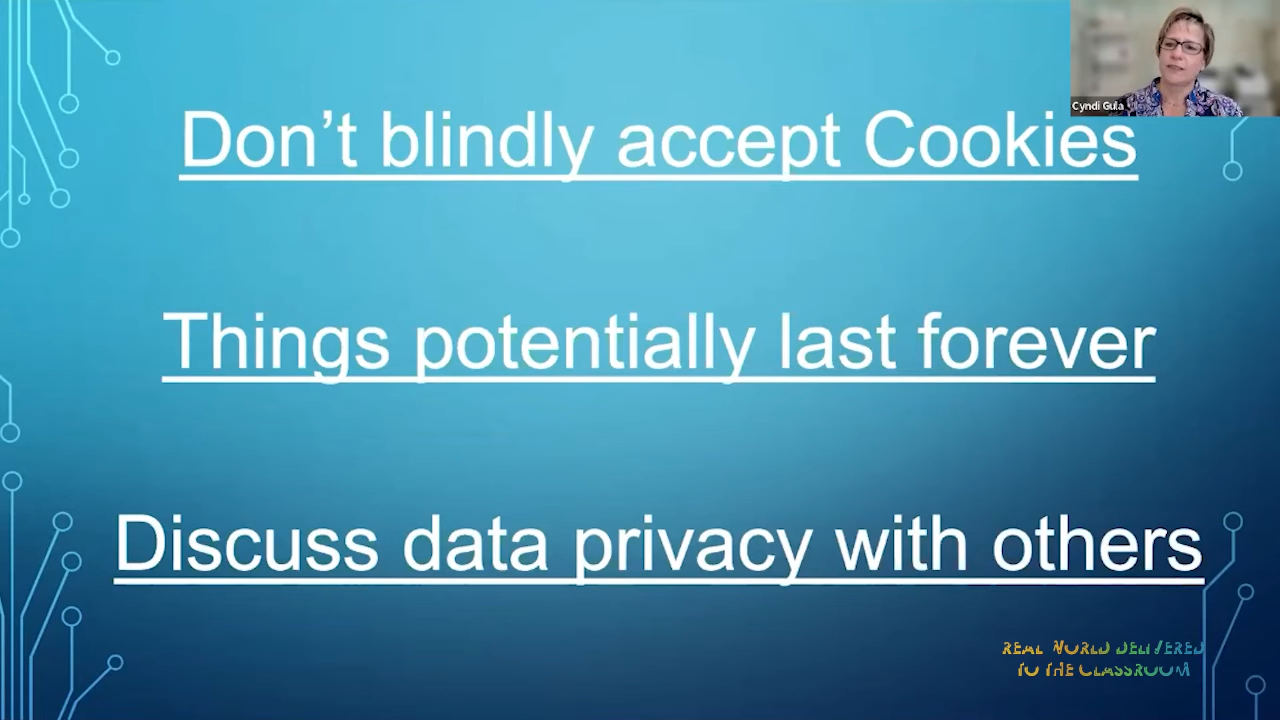 Cyndi Gula
Don’t blindly accept Cookies
Things potentially last forever
Discuss data privacy with others
REAL WORLD DELIVERED
TO THE CLASSROOM